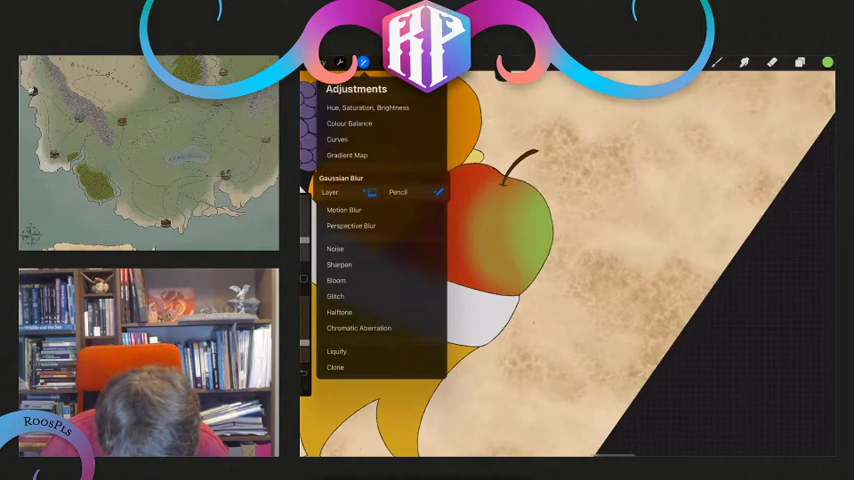 RP
Adjustments
Hue, Saturation, Brightness
Colour Balance
Curves
Gradient Map
Gaussian Blur
Layer Pencil
Motion Blur
Perspective Blur
Noise
Sharpen
Bloom
Glitch
Halftone
Chromatic Aberration
Liquify
Clone
RoosPls